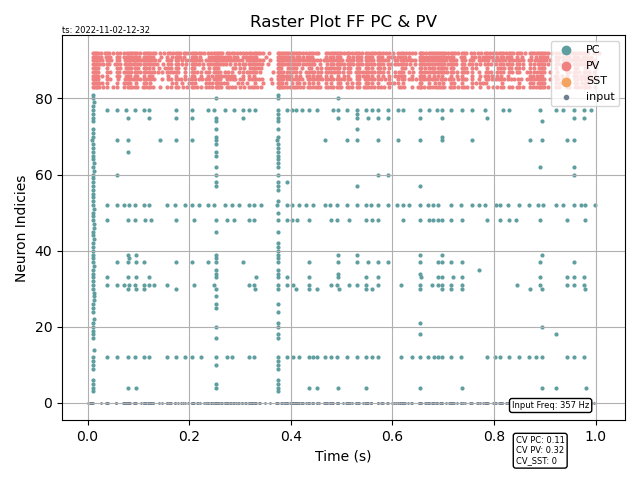 Raster Plot FF PC & PV
ts: 2022-11-02-12-32
PC
PV
SST
input
80
60
40
20
0
Neuron Indicies
Input Freq: 357 Hz
0.0 0.2 0.4 0.6 0.8 1.0
Time (s)
CV PC: 0.11
CV PV: 0.32
CV_SST: 0